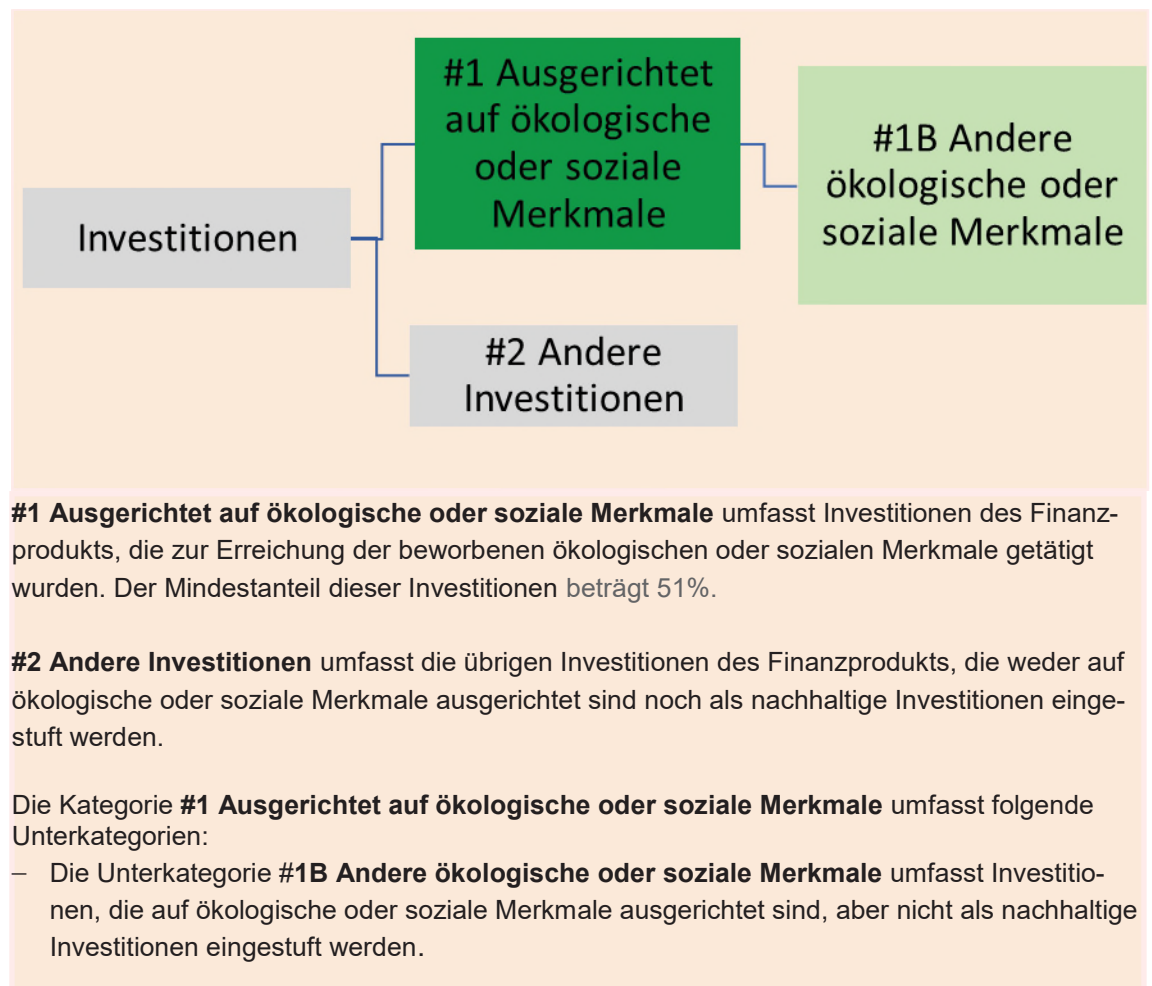 #1 Ausgerichtet
auf ökologische
oder soziale
Merkmale
#1B Andere
ökologische oder
soziale Merkmale
Investitionen
#2 Andere
Investitionen
#1 Ausgerichtet auf ökologische oder soziale Merkmale umfasst Investitionen des Finanz-
produkts, die zur Erreichung der beworbenen ökologischen oder sozialen Merkmale getätigt
wurden. Der Mindestanteil dieser Investitionen beträgt 51%.
#2 Andere Investitionen umfasst die übrigen Investitionen des Finanzprodukts, die weder auf
ökologische oder soziale Merkmale ausgerichtet sind noch als nachhaltige Investitionen einge-
stuft werden.
Die Kategorie #1 Ausgerichtet auf ökologische oder soziale Merkmale umfasst folgende
Unterkategorien:
– Die Unterkategorie #1B Andere ökologische oder soziale Merkmale umfasst Investitio-
nen, die auf ökologische oder soziale Merkmale ausgerichtet sind, aber nicht als nachhaltige
Investitionen eingestuft werden.